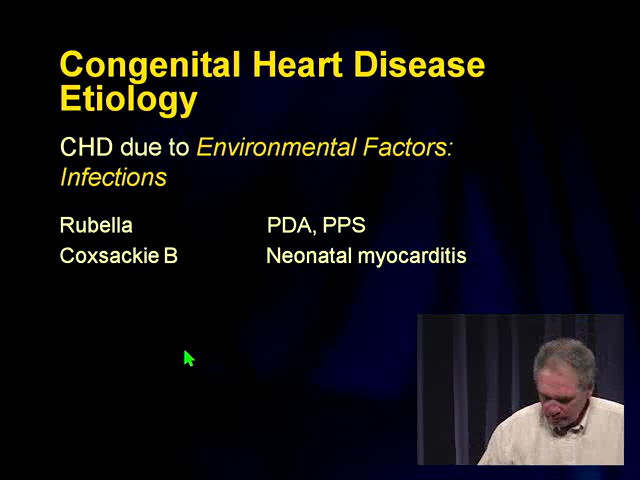 Congenital Heart Disease
Etiology
CHD due to Environmental Factors:
Infections
Rubella PDA, PPS
Coxsackie B Neonatal myocarditis